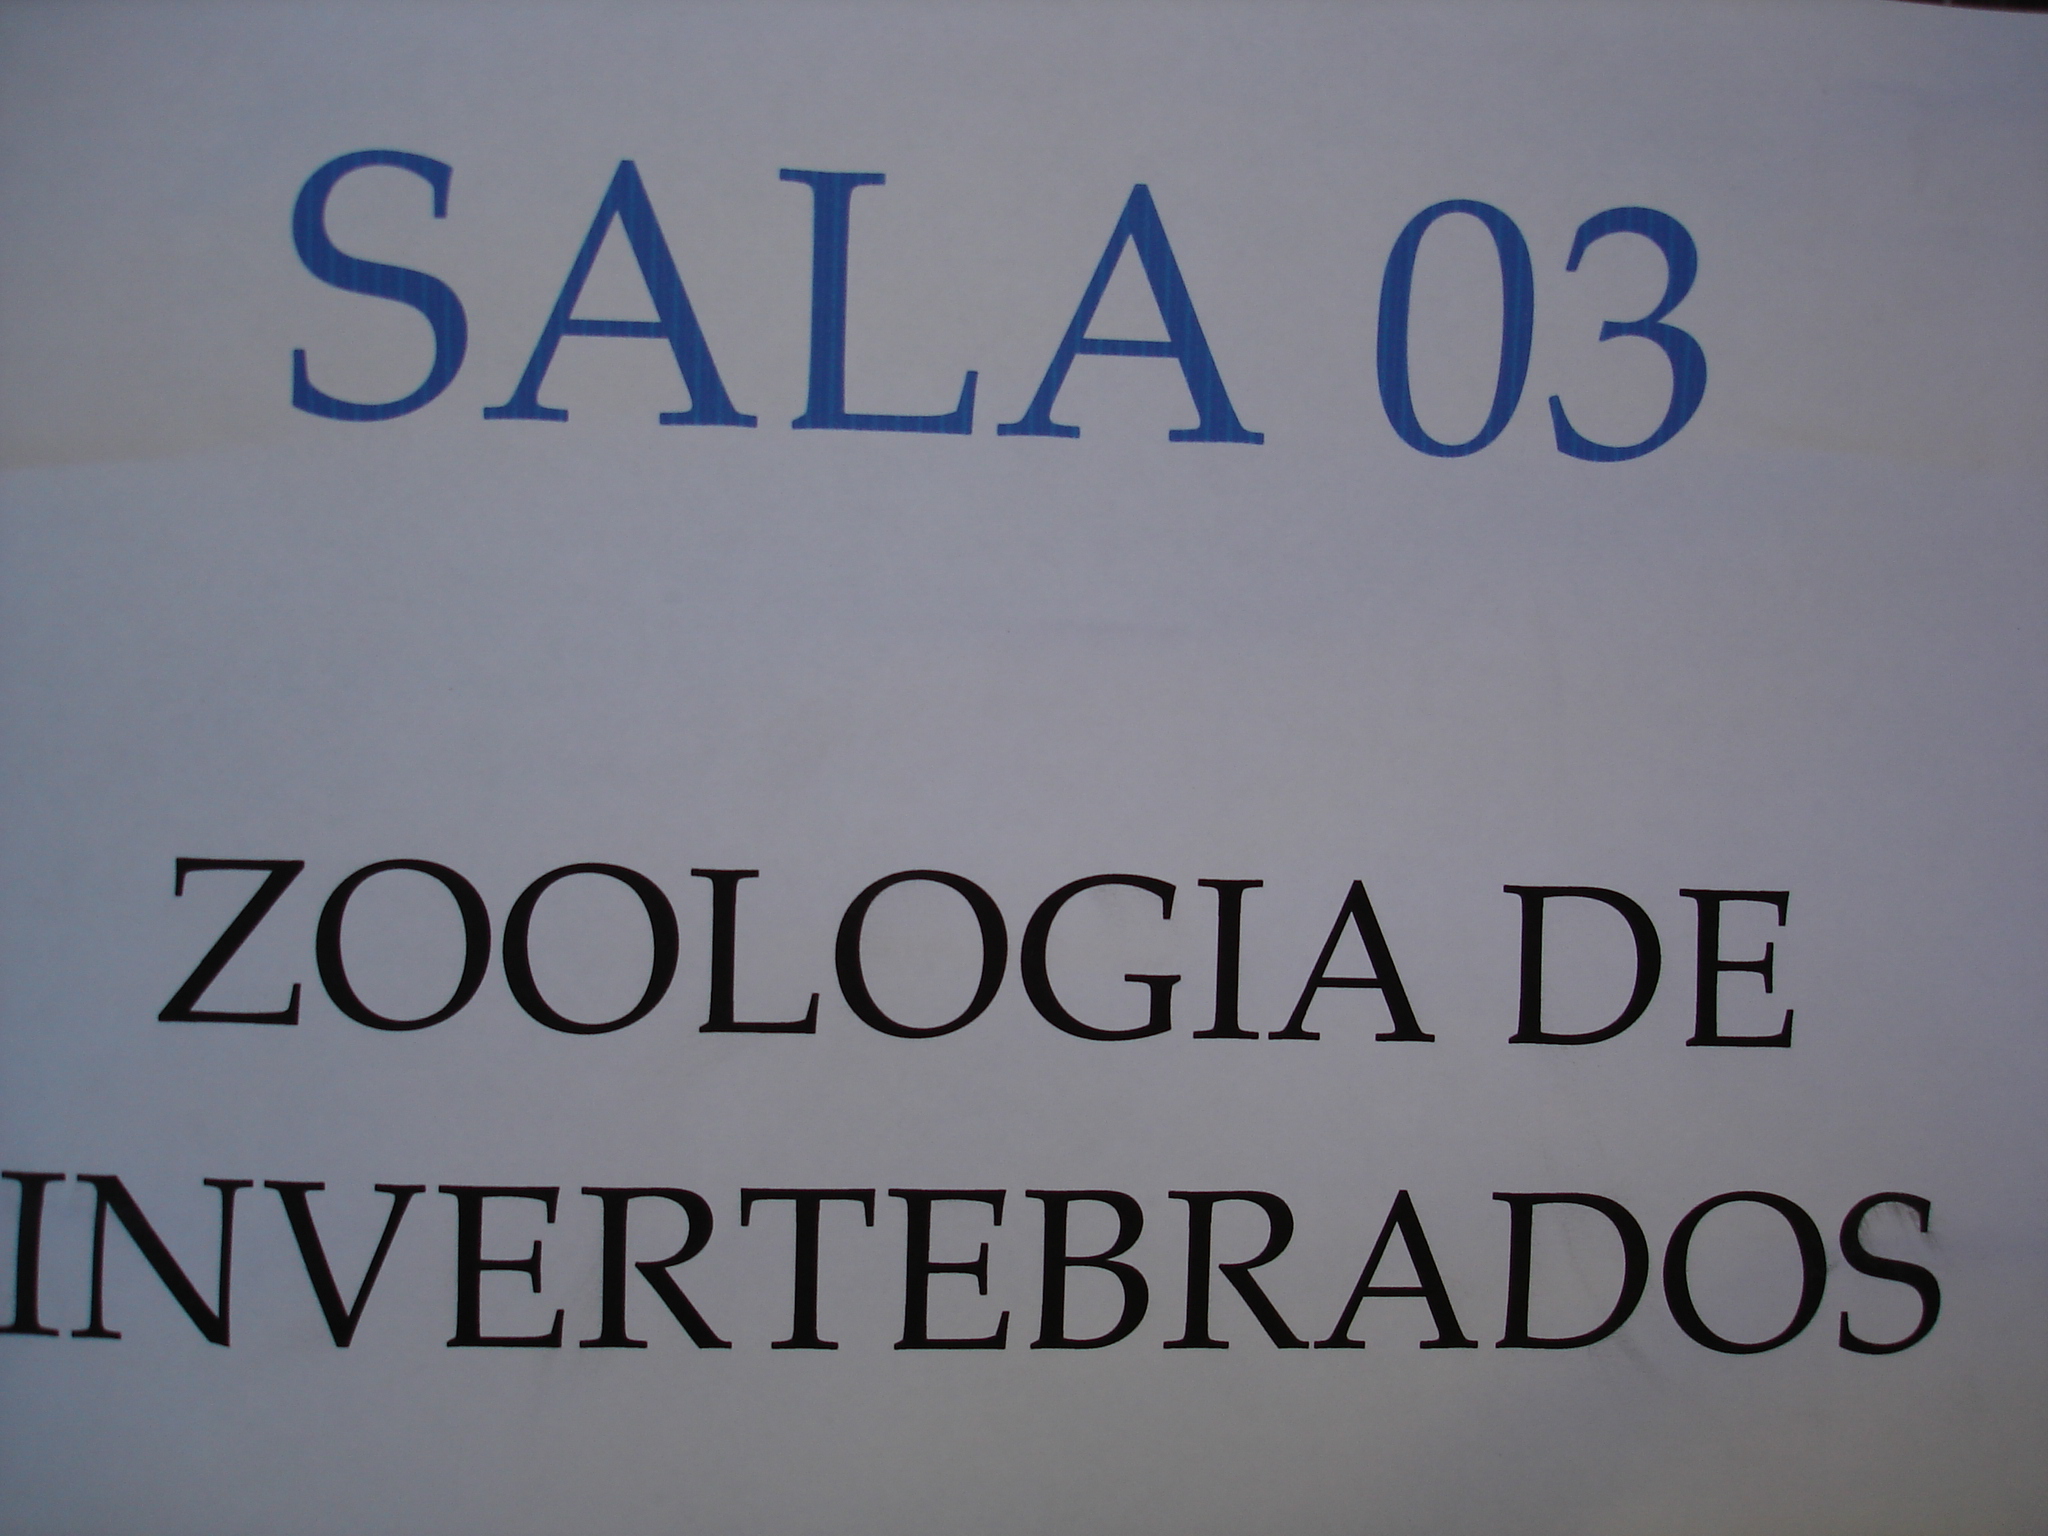 SALA 03
ZOOLOGIA DE
INVERTEBRADOS